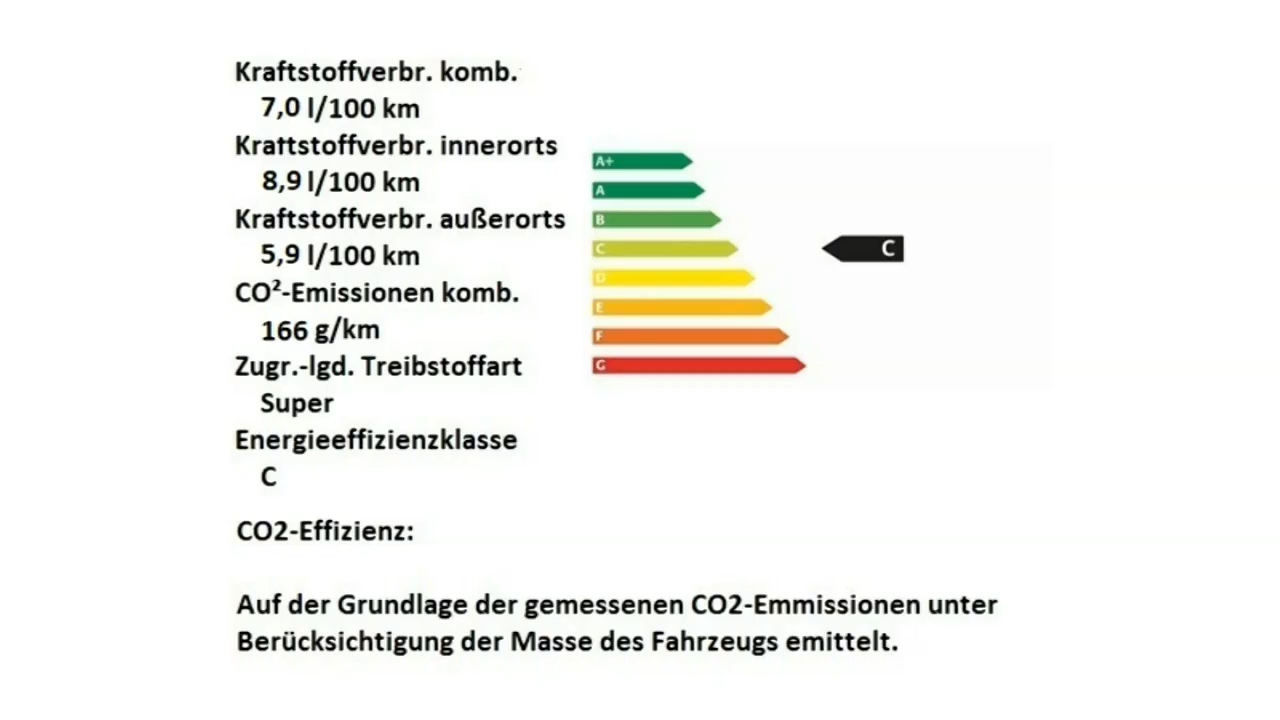 Kraftstoffverbr. komb.
7,0 l/100 km
Krattstoffverbr. innerorts
8,9 l/100 km
Kraftstoffverbr. außerorts
5,9 l/100 km
CO²-Emissionen komb.
166 g/km
Zugr.-lgd. Treibstoffart
Super
Energieeffizienzklasse
C
A+
A
B
C
D
E
F
G
C
CO2-Effizienz:
Auf der Grundlage der gemessenen CO2-Emmissionen unter
Berücksichtigung der Masse des Fahrzeugs emittelt.